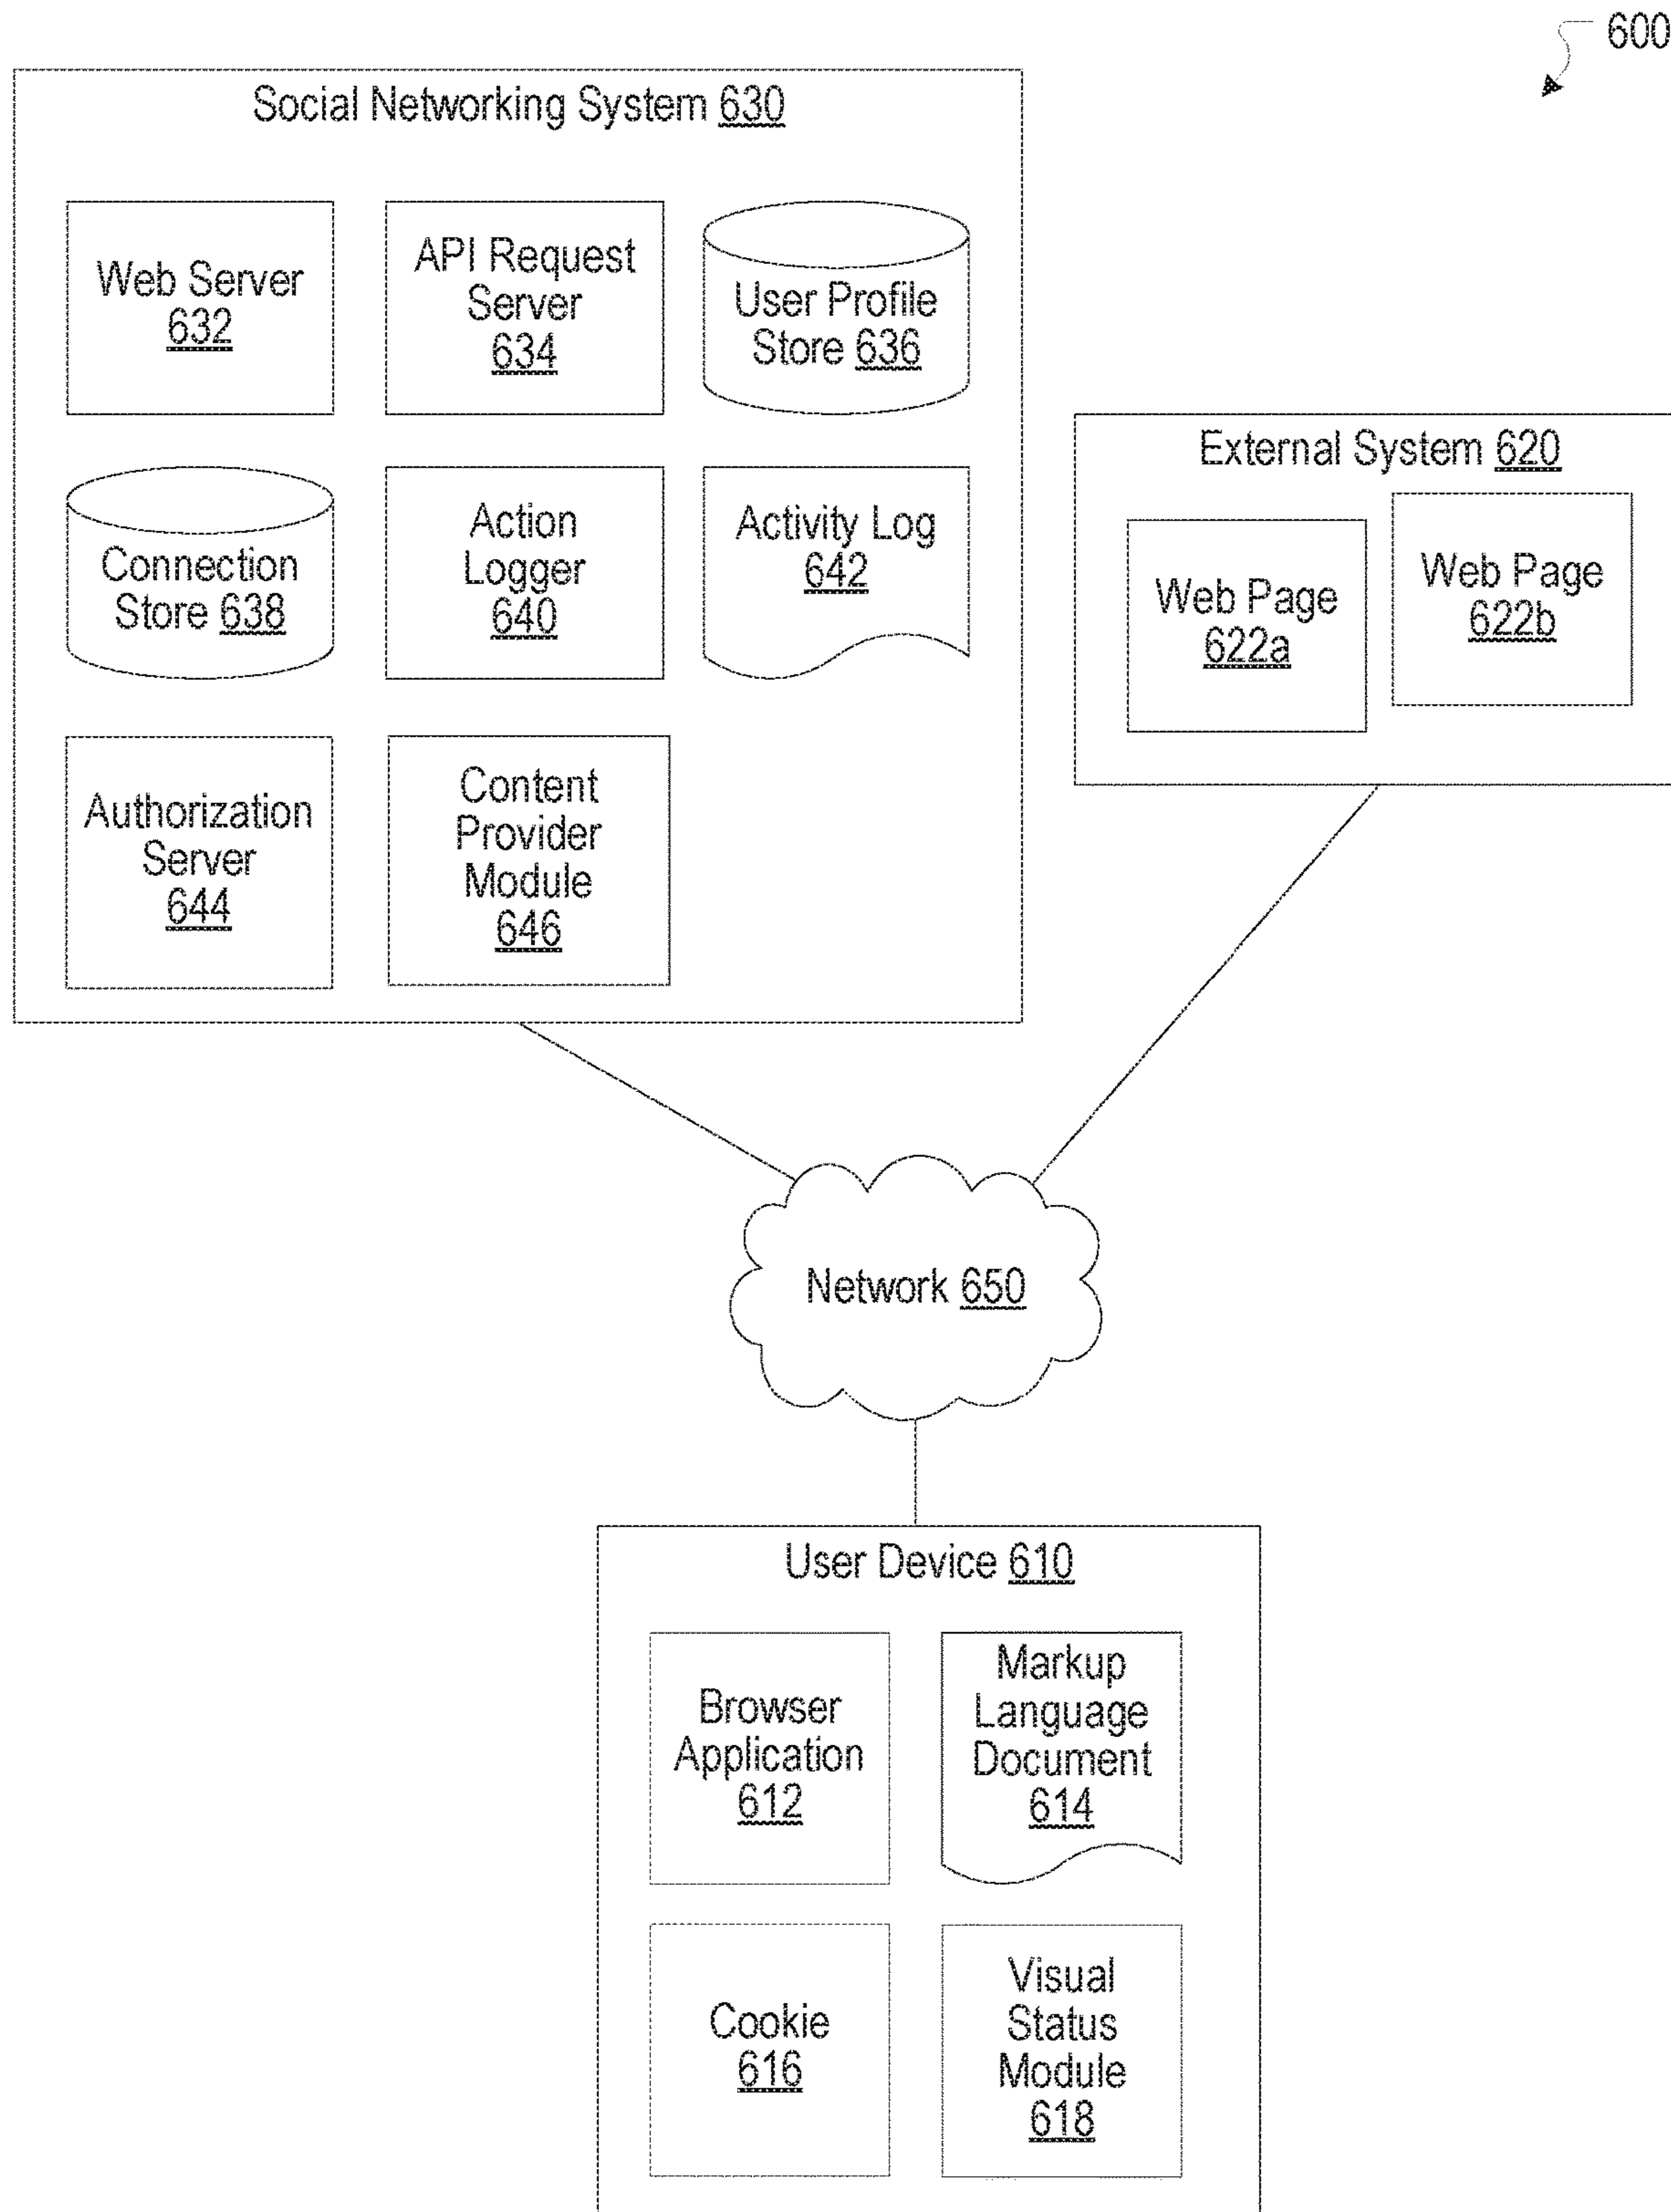 600
Social Networking System 630
Web Server
632
API Request
Server
634
User Profile
Store 636
Connection
Store 638
Action
Logger
640
Activity Log
642
Authorization
Server
644
Content
Provider
Module
646
External System 620
Web Page
622a
Web Page
622b
Network 650
User Device 610
Browser
Application
612
Markup
Language
Document
614
Cookie
616
Visual
Status
Module
618